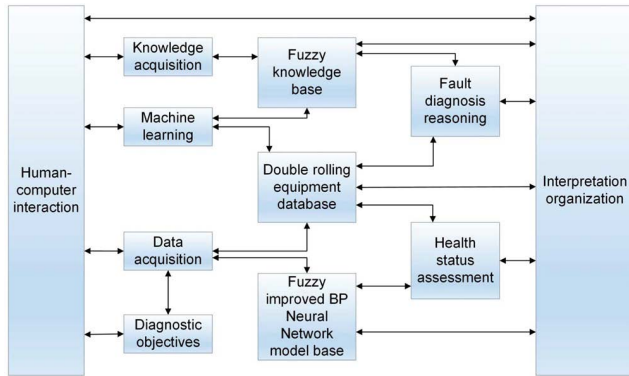 Human-
computer
interaction
Knowledge
acquisition
Machine
learning
Data
acquisition
Diagnostic
objectives
Fuzzy
knowledge
base
Double rolling
equipment
database
Fuzzy
improved BP
Neural
Network
model base
Fault
diagnosis
reasoning
Health
status
assessment
Interpretation
organization